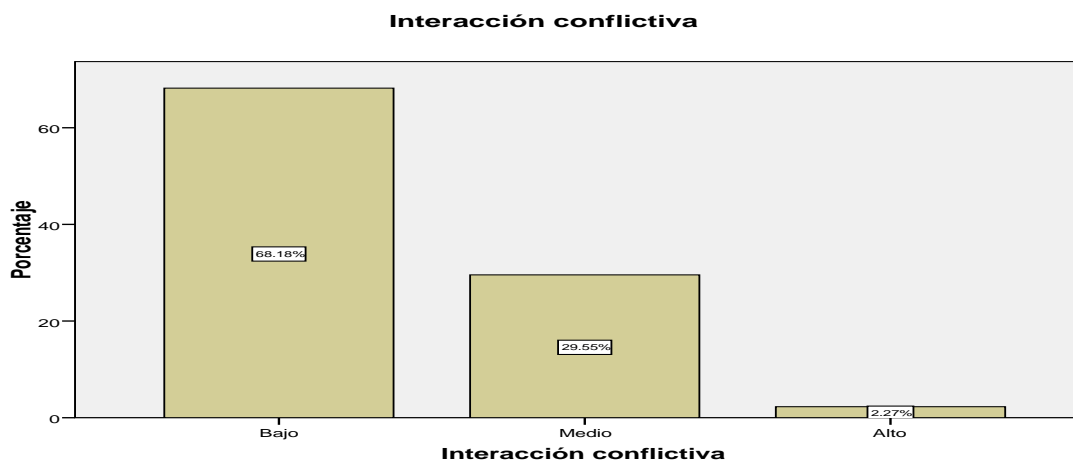 Interacción conflictiva
Porcentaje
60
40
20
0
68.18%
29.55%
2.27%
Bajo
Medio
Alto
Interacción conflictiva